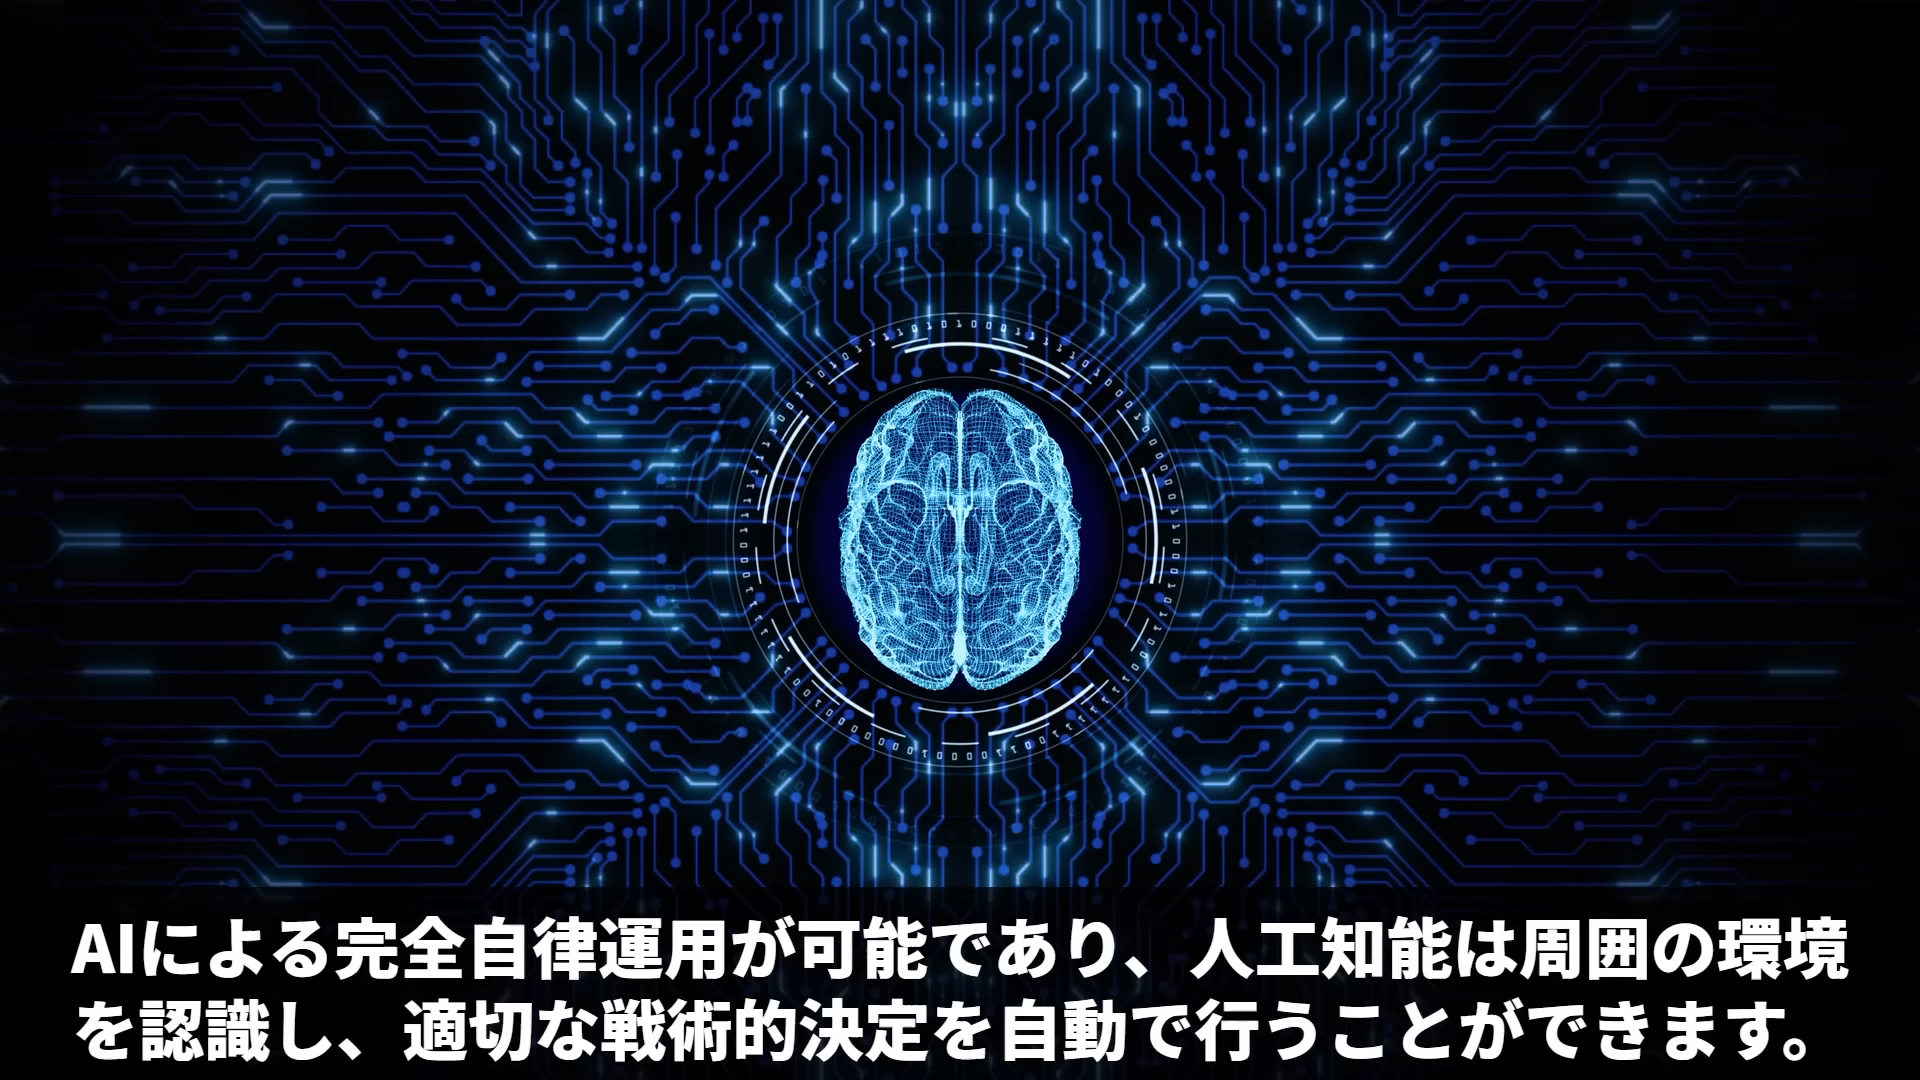 AIによる完全自律運用が可能であり、人工知能は周囲の環境
を認識し、適切な戦術的決定を自動で行うことができます。